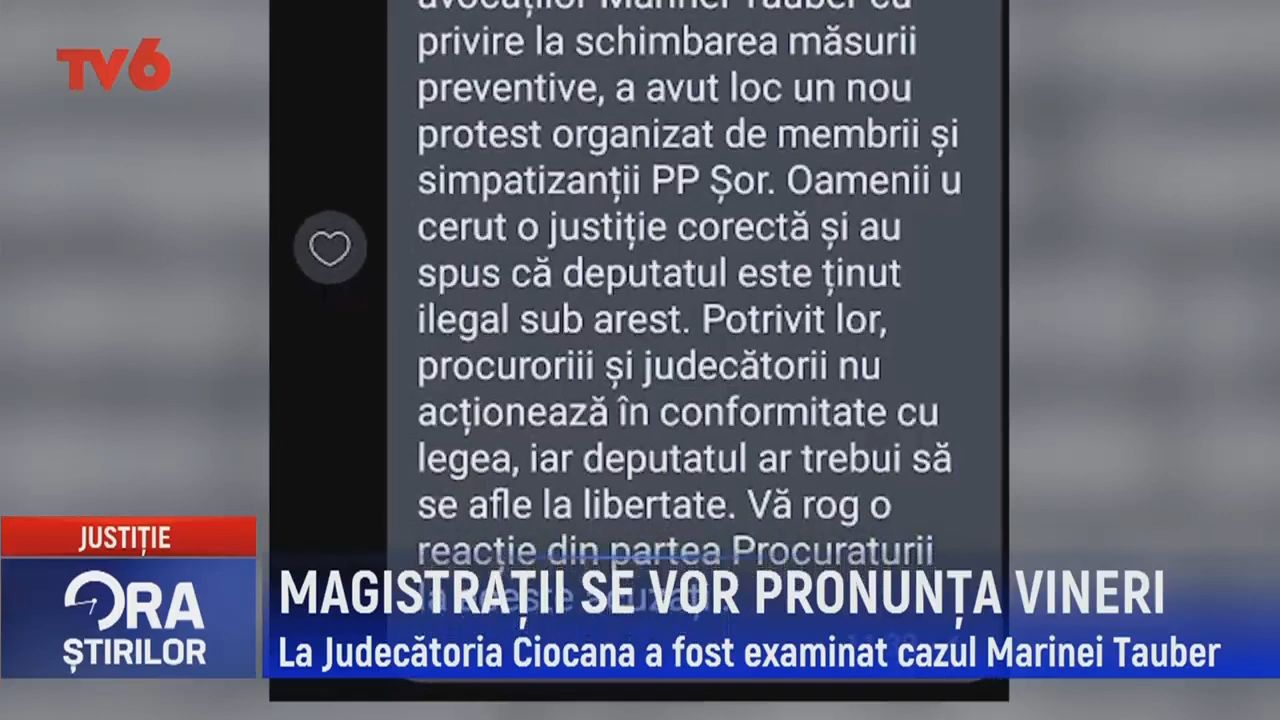 TV6
avocaților Marinei Tauber cu
privire la schimbarea măsurii
preventive, a avut loc un nou
protest organizat de membrii și
simpatizanții PP Șor. Oamenii u
cerut o justiție corectă și au
spus că deputatul este ținut
ilegal sub arest. Potrivit lor,
procuroriii și judecătorii nu
acționează în conformitate cu
legea, iar deputatul ar trebui să
se afle la libertate. Vă rog o
reacție din partea Procuraturii
JUSTIȚIE
ORA
ȘTIRILOR
MAGISTRAȚII SE VOR PRONUNȚA VINERI
La Judecătoria Ciocana a fost examinat cazul Marinei Tauber